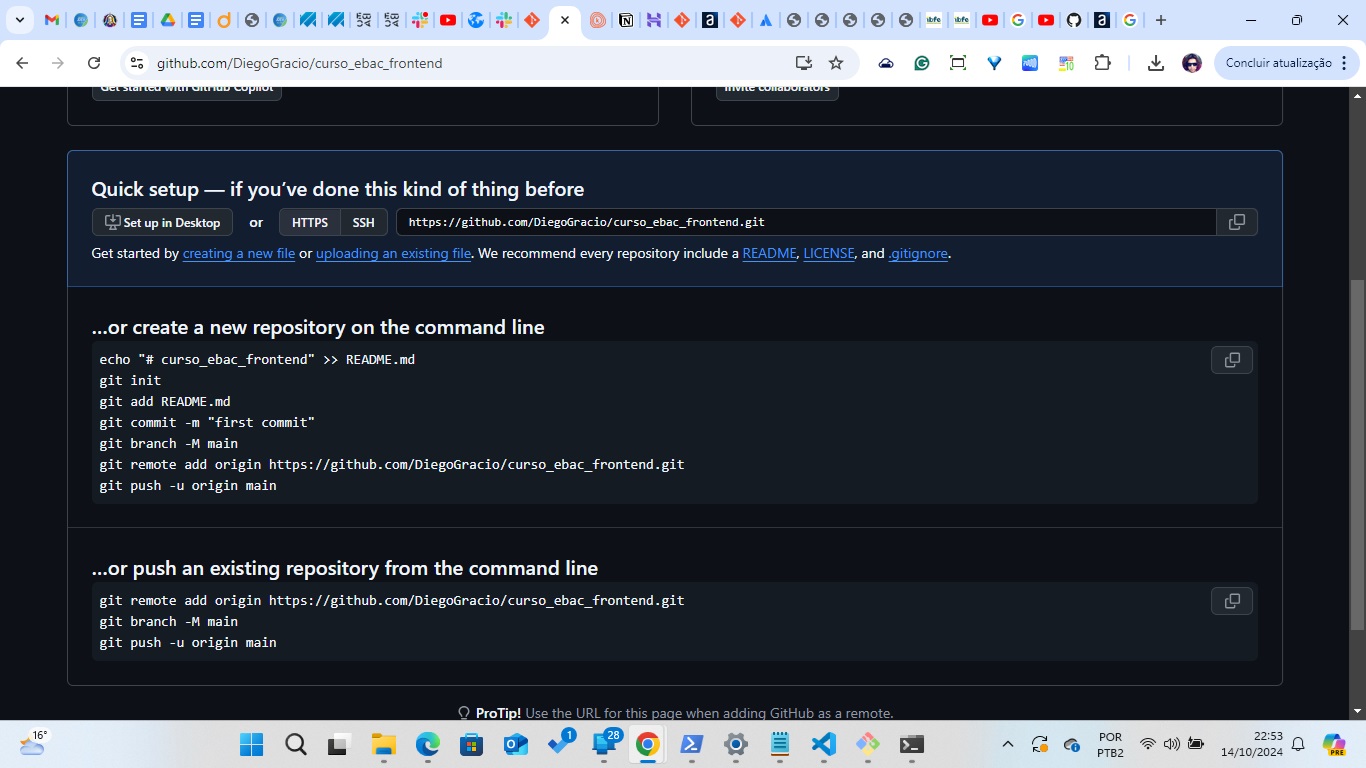 github.com/DiegoGracio/curso_ebac_frontend
Concluir atualização
Get started with GitHub Copilot
Invite collaborators
Quick setup — if you've done this kind of thing before
Set up in Desktop or HTTPS SSH https://github.com/DiegoGracio/curso_ebac_frontend.git
Get started by creating a new file or uploading an existing file. We recommend every repository include a README, LICENSE, and .gitignore.
…or create a new repository on the command line
echo "# curso_ebac_frontend" >> README.md
git init
git add README.md
git commit -m "first commit"
git branch -M main
git remote add origin https://github.com/DiegoGracio/curso_ebac_frontend.git
git push -u origin main
…or push an existing repository from the command line
git remote add origin https://github.com/DiegoGracio/curso_ebac_frontend.git
git branch -M main
git push -u origin main
ProTip! Use the URL for this page when adding GitHub as a remote.
16°
1
28
POR
PTB2
22:53
14/10/2024
PRE